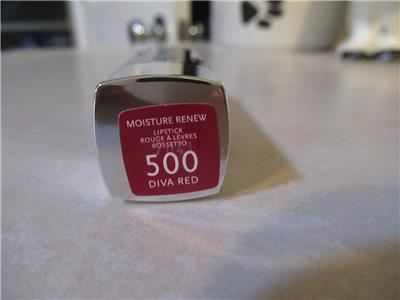 MOISTURE RENEW
LIPSTICK
ROUGE À LÈVRES
ROSSETTO
500
DIVA RED